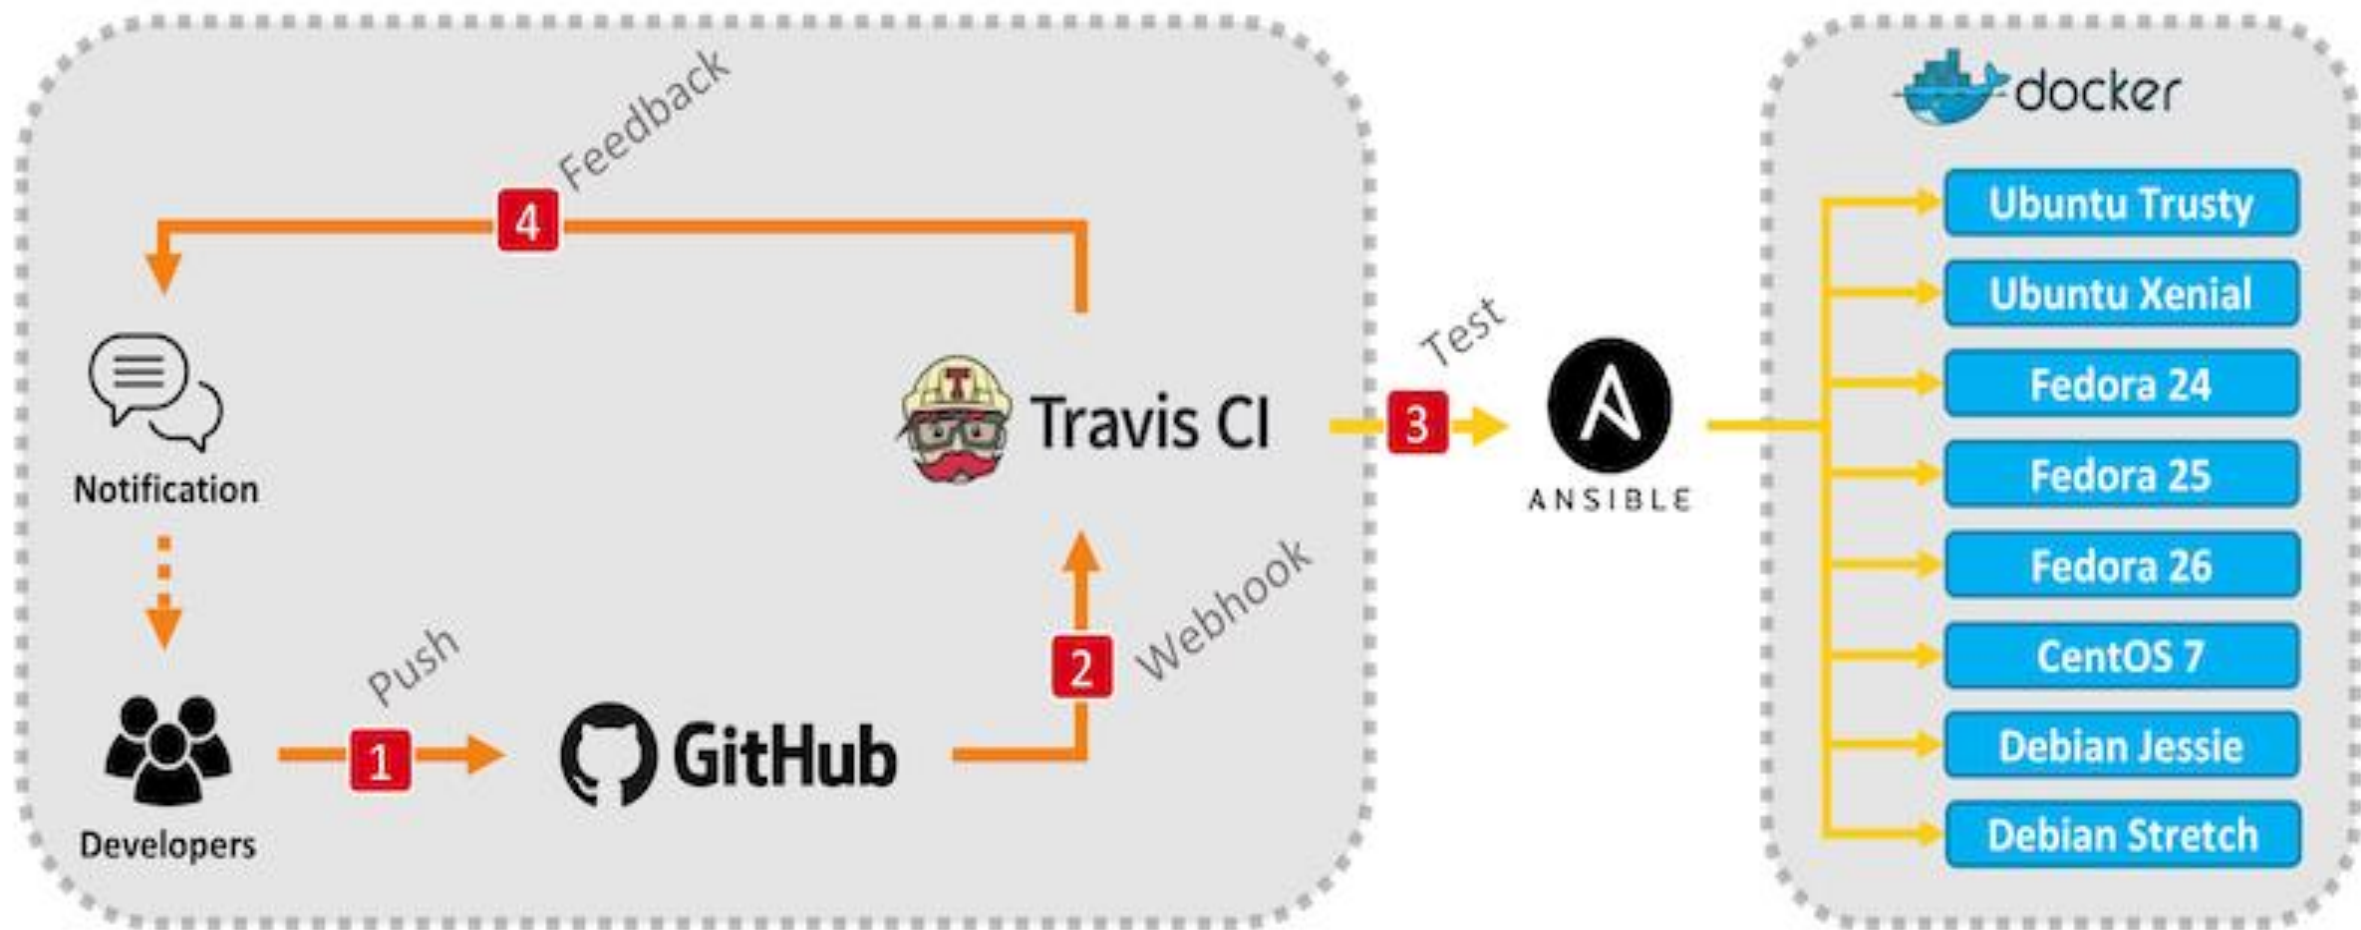 Feedback
4
Notification
Developers
Push
1
GitHub
2
Webhook
T
Travis CI
Test
3
ANSIBLE
docker
Ubuntu Trusty
Ubuntu Xenial
Fedora 24
Fedora 25
Fedora 26
CentOS 7
Debian Jessie
Debian Stretch